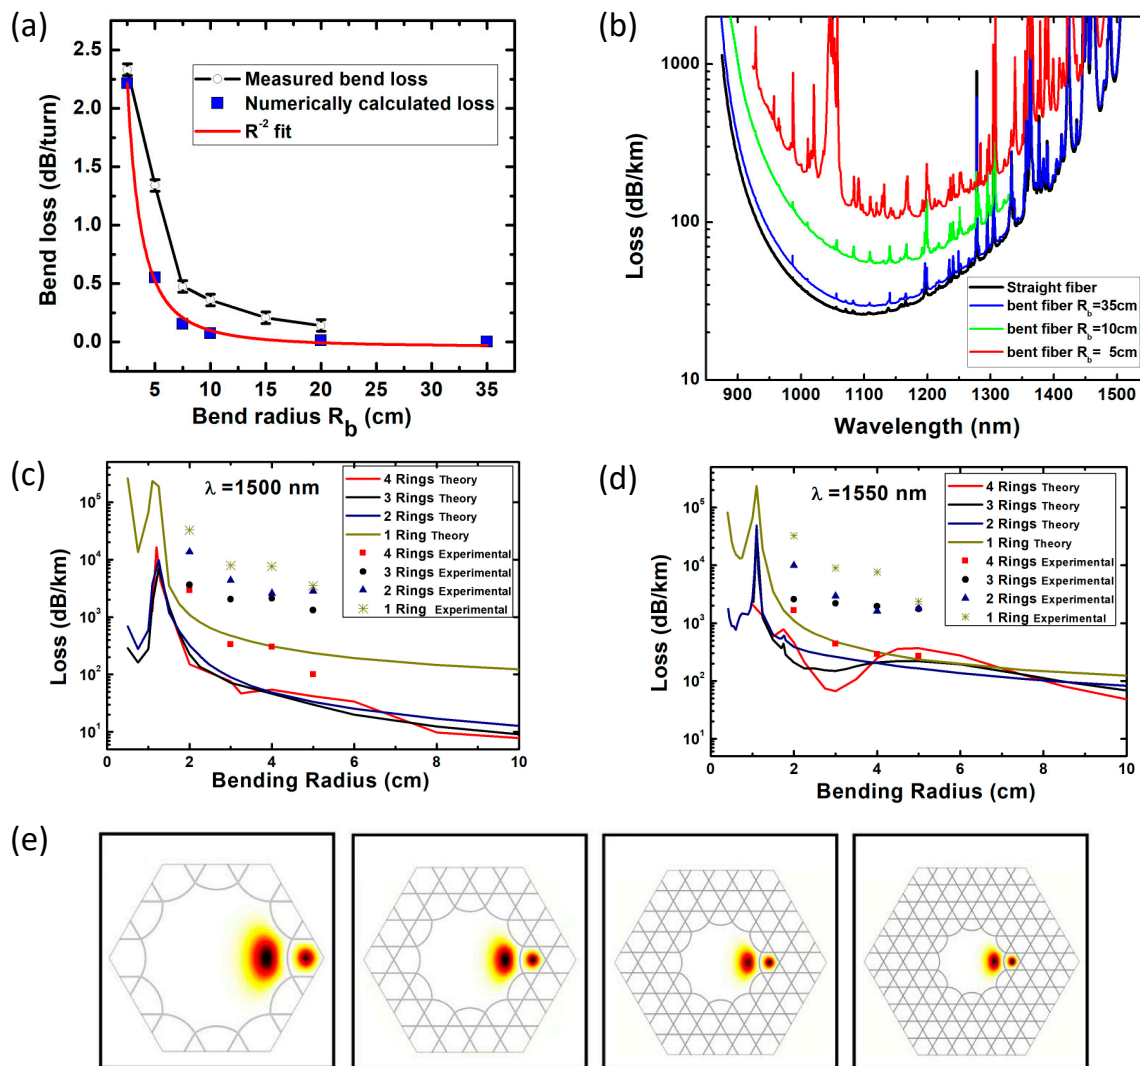 (a)
Bend loss (dB/turn)
2.5
2.0
1.5
1.0
0.5
0.0
Measured bend loss
Numerically calculated loss
R⁻² fit
5 10 15 20 25 30 35
Bend radius R_b (cm)
(b)
Loss (dB/km)
1000
100
10
Straight fiber
bent fiber R_b=35cm
bent fiber R_b=10cm
bent fiber R_b= 5cm
900 1000 1100 1200 1300 1400 1500
Wavelength (nm)
(c)
Loss (dB/km)
10⁵
10⁴
10³
10²
10¹
λ =1500 nm
4 Rings Theory
3 Rings Theory
2 Rings Theory
1 Ring Theory
4 Rings Experimental
3 Rings Experimental
2 Rings Experimental
1 Ring Experimental
0 2 4 6 8 10
Bending Radius (cm)
(d)
Loss (dB/km)
10⁵
10⁴
10³
10²
10¹
λ =1550 nm
4 Rings Theory
3 Rings Theory
2 Rings Theory
1 Ring Theory
4 Rings Experimental
3 Rings Experimental
2 Rings Experimental
1 Ring Experimental
0 2 4 6 8 10
Bending Radius (cm)
(e)